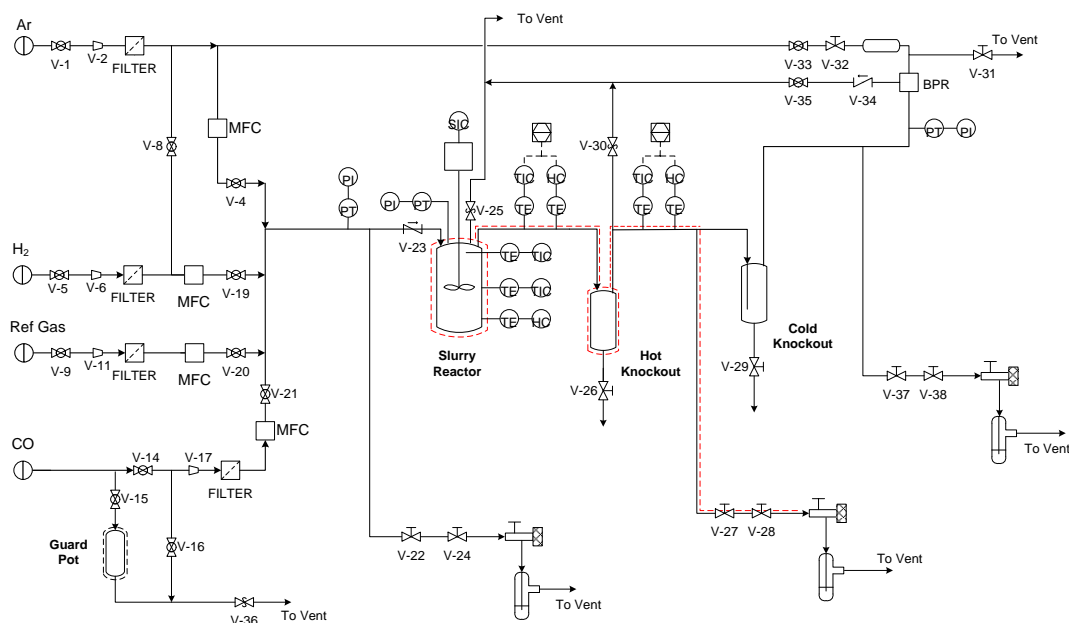 To Vent
Ar
V-1
V-2
FILTER
V-33
V-32
To Vent
V-31
V-35
V-34
BPR
MFC
V-8
V-4
SIC
V-30
PT
PI
PI
PT
PI
PT
V-25
TIC
HC
TE
TE
TIC
HC
TE
TE
V-23
H2
V-5
V-6
FILTER
MFC
V-19
TE
TIC
TE
TIC
TE
HC
Ref Gas
V-9
V-11
FILTER
MFC
V-20
Slurry
Reactor
Hot
Knockout
Cold
Knockout
V-29
V-26
V-21
MFC
V-37
V-38
To Vent
CO
V-14
V-17
FILTER
V-15
V-16
Guard
Pot
V-36
To Vent
V-22
V-24
To Vent
V-27
V-28
To Vent